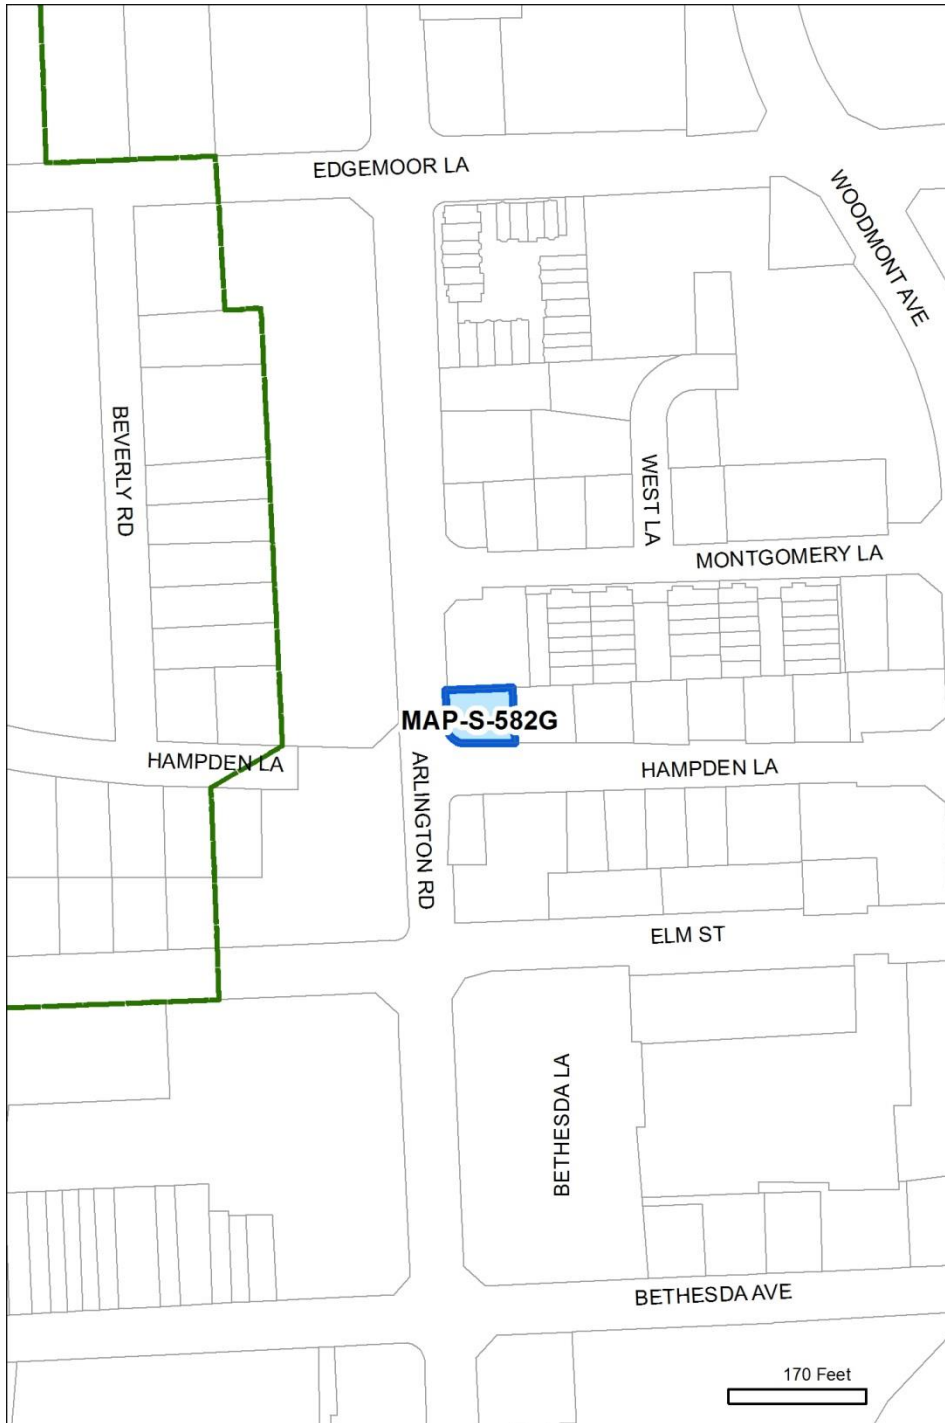 EDGEMOOR LA
WOODMONT AVE
BEVERLY RD
WEST LA
MONTGOMERY LA
MAP-S-582G
HAMPDEN LA
ARLINGTON RD
HAMPDEN LA
ELM ST
BETHESDA LA
BETHESDA AVE
170 Feet